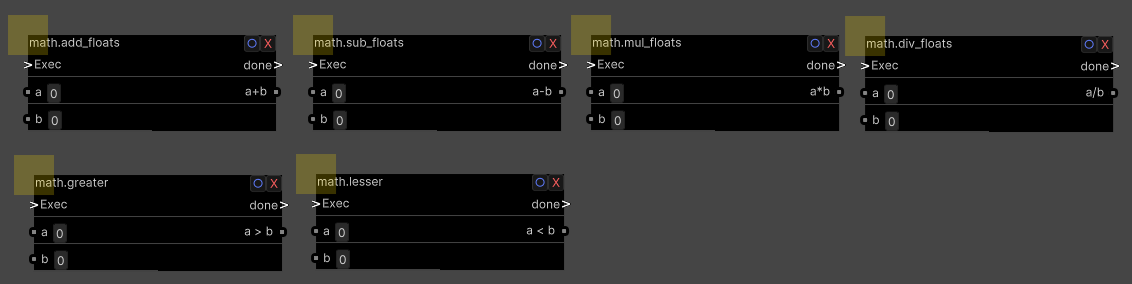 math.add_floats O X
>Exec done>
a 0 a+b
b 0
math.sub_floats O X
>Exec done>
a 0 a-b
b 0
math.mul_floats O X
>Exec done>
a 0 a*b
b 0
math.div_floats O X
>Exec done>
a 0 a/b
b 0
math.greater O X
>Exec done>
a 0 a > b
b 0
math.lesser O X
>Exec done>
a 0 a < b
b 0